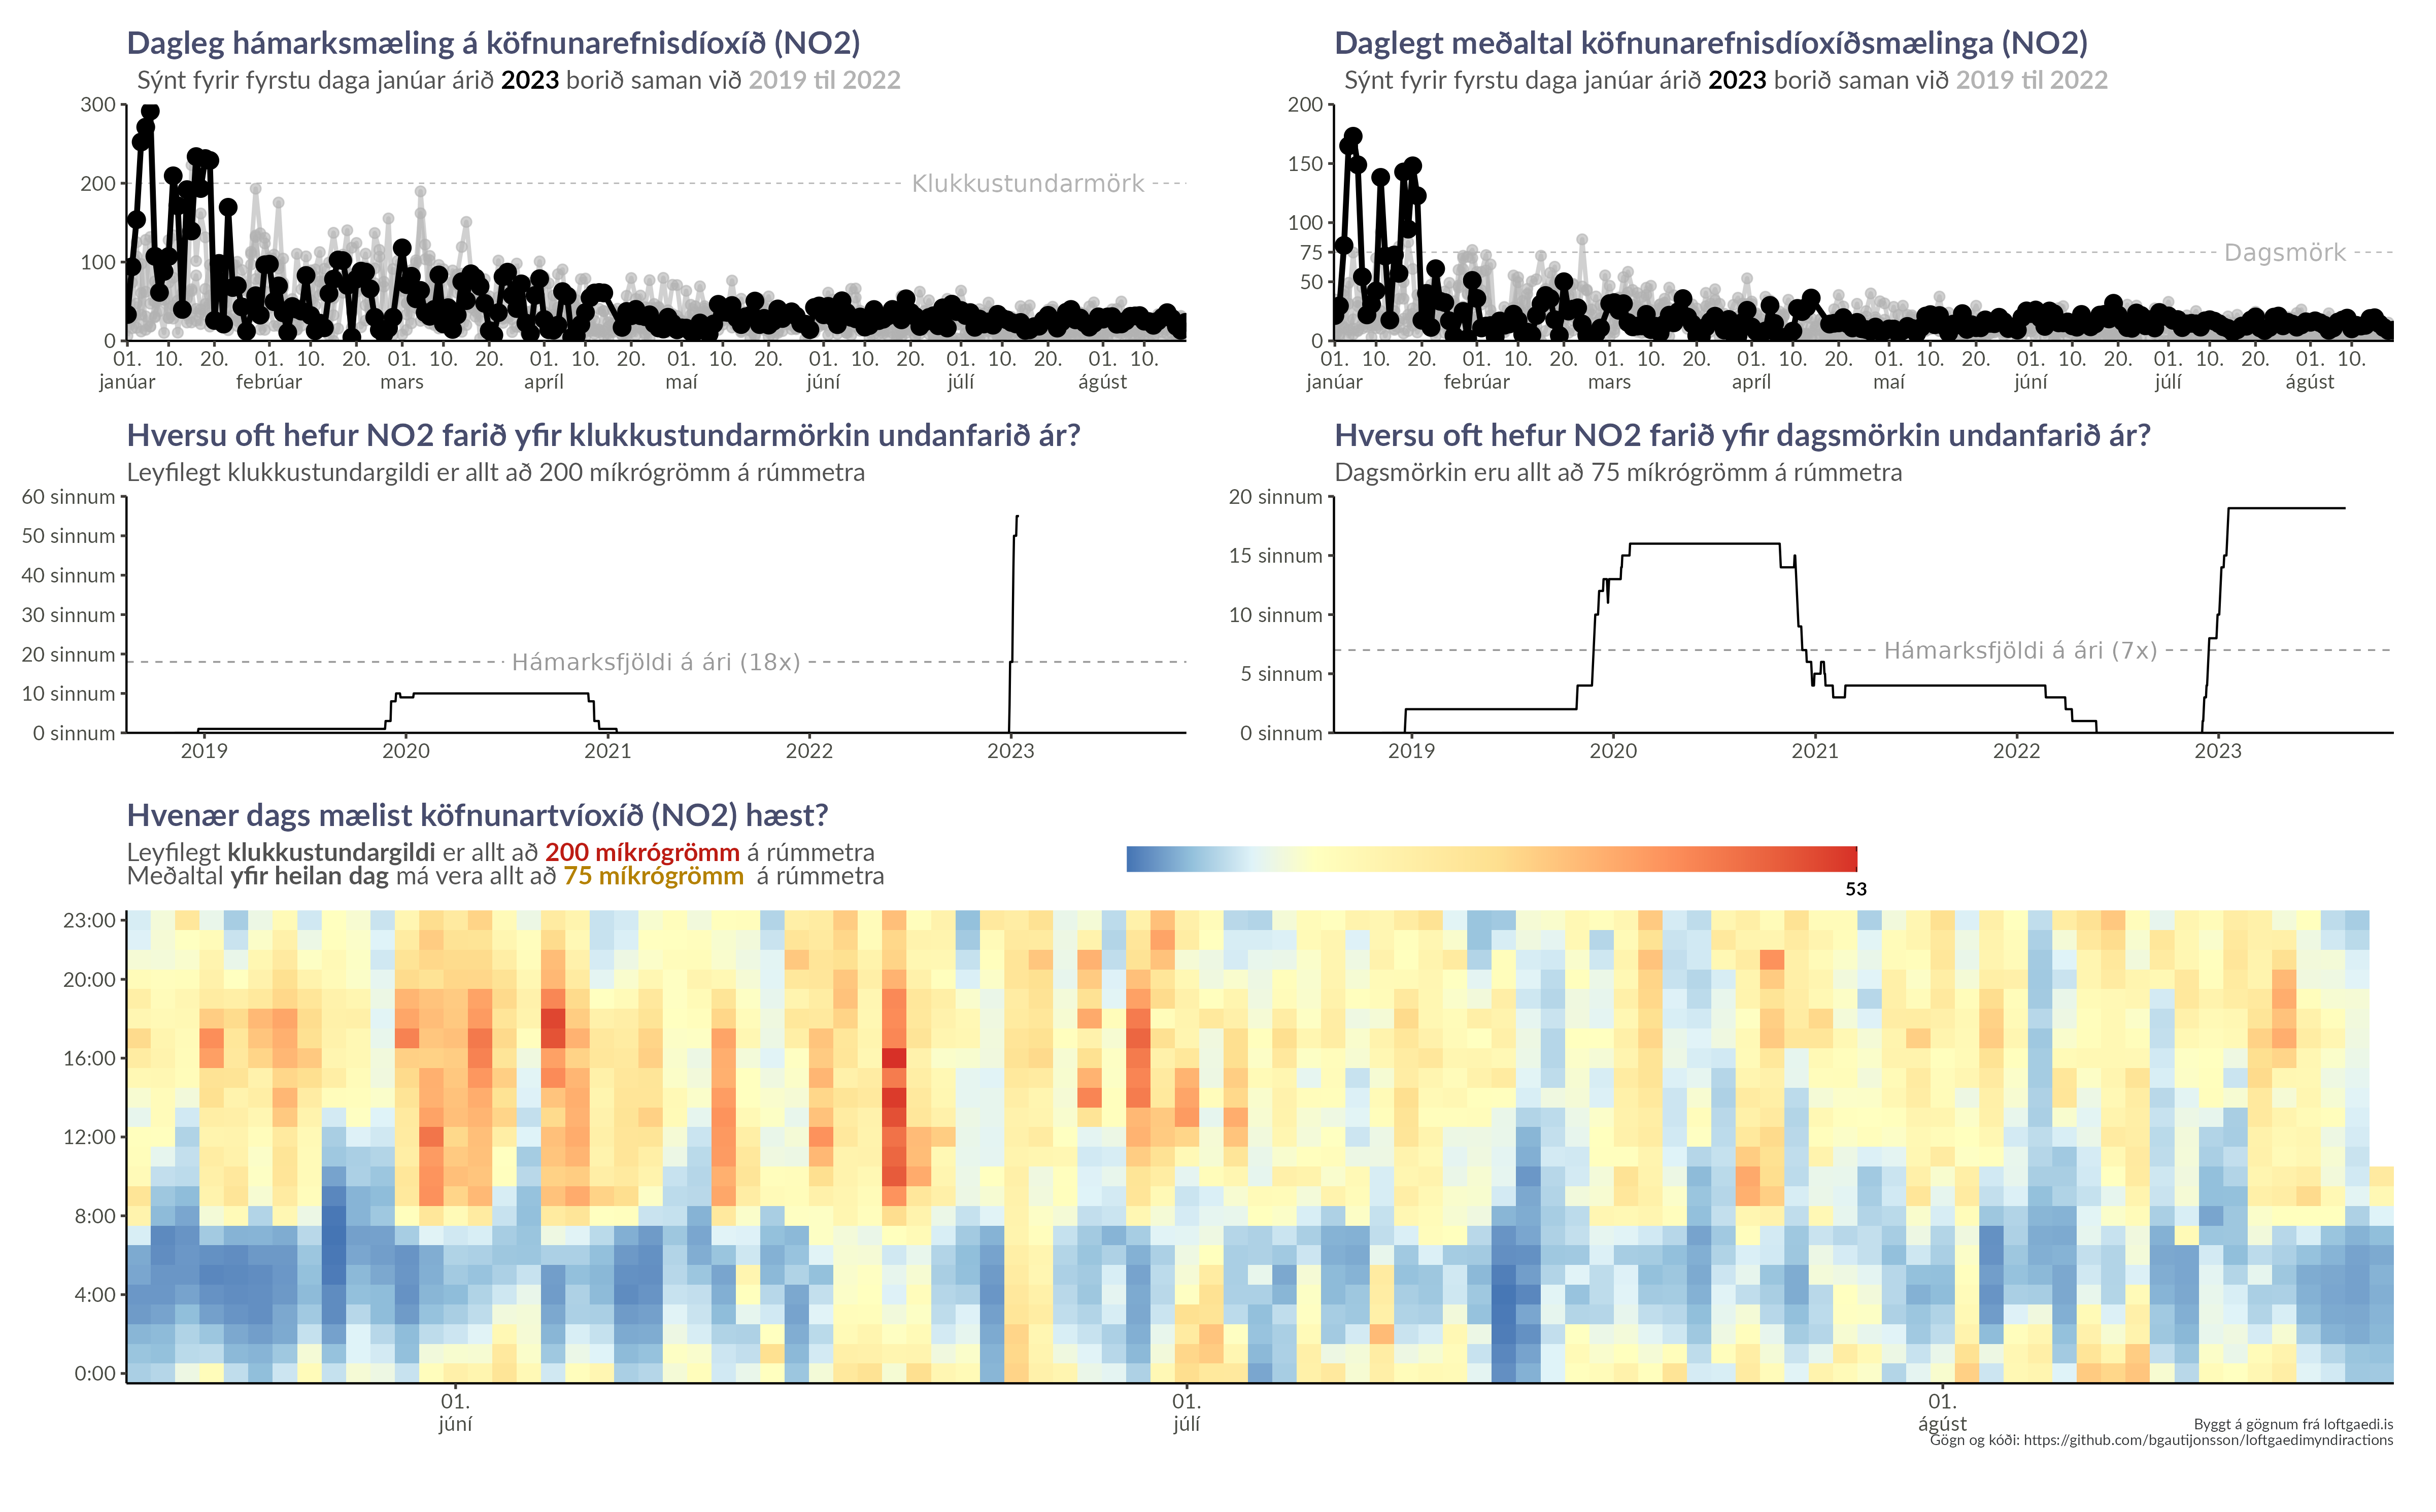 Dagleg hámarksmæling á köfnunarefnisdíoxíð (NO2)
Sýnt fyrir fyrstu daga janúar árið 2023 borið saman við 2019 til 2022
300
200
100
0
Klukkustundarmörk
01. 10. 20. 01. 10. 20. 01. 10. 20. 01. 10. 20. 01. 10. 20. 01. 10. 20. 01. 10. 20. 01. 10.
janúar febrúar mars apríl maí júní júlí ágúst
Daglegt meðaltal köfnunarefnisdíoxíðsmælinga (NO2)
Sýnt fyrir fyrstu daga janúar árið 2023 borið saman við 2019 til 2022
200
150
100
75
50
0
Dagsmörk
01. 10. 20. 01. 10. 20. 01. 10. 20. 01. 10. 20. 01. 10. 20. 01. 10. 20. 01. 10. 20. 01. 10.
janúar febrúar mars apríl maí júní júlí ágúst
Hversu oft hefur NO2 farið yfir klukkustundarmörkin undanfarið ár?
Leyfilegt klukkustundargildi er allt að 200 míkrógrömm á rúmmetra
60 sinnum
50 sinnum
40 sinnum
30 sinnum
20 sinnum
10 sinnum
0 sinnum
Hámarksfjöldi á ári (18x)
2019 2020 2021 2022 2023
Hversu oft hefur NO2 farið yfir dagsmörkin undanfarið ár?
Dagsmörkin eru allt að 75 míkrógrömm á rúmmetra
20 sinnum
15 sinnum
10 sinnum
5 sinnum
0 sinnum
Hámarksfjöldi á ári (7x)
2019 2020 2021 2022 2023
Hvenær dags mælist köfnunartvíoxíð (NO2) hæst?
Leyfilegt klukkustundargildi er allt að 200 míkrógrömm á rúmmetra
Meðaltal yfir heilan dag má vera allt að 75 míkrógrömm á rúmmetra
53
23:00
20:00
16:00
12:00
8:00
4:00
0:00
01. 01. 01.
júní júlí ágúst
Byggt á gögnum frá loftgaedi.is
Gögn og kóði: https://github.com/bgautijonsson/loftgaedimyndiractions